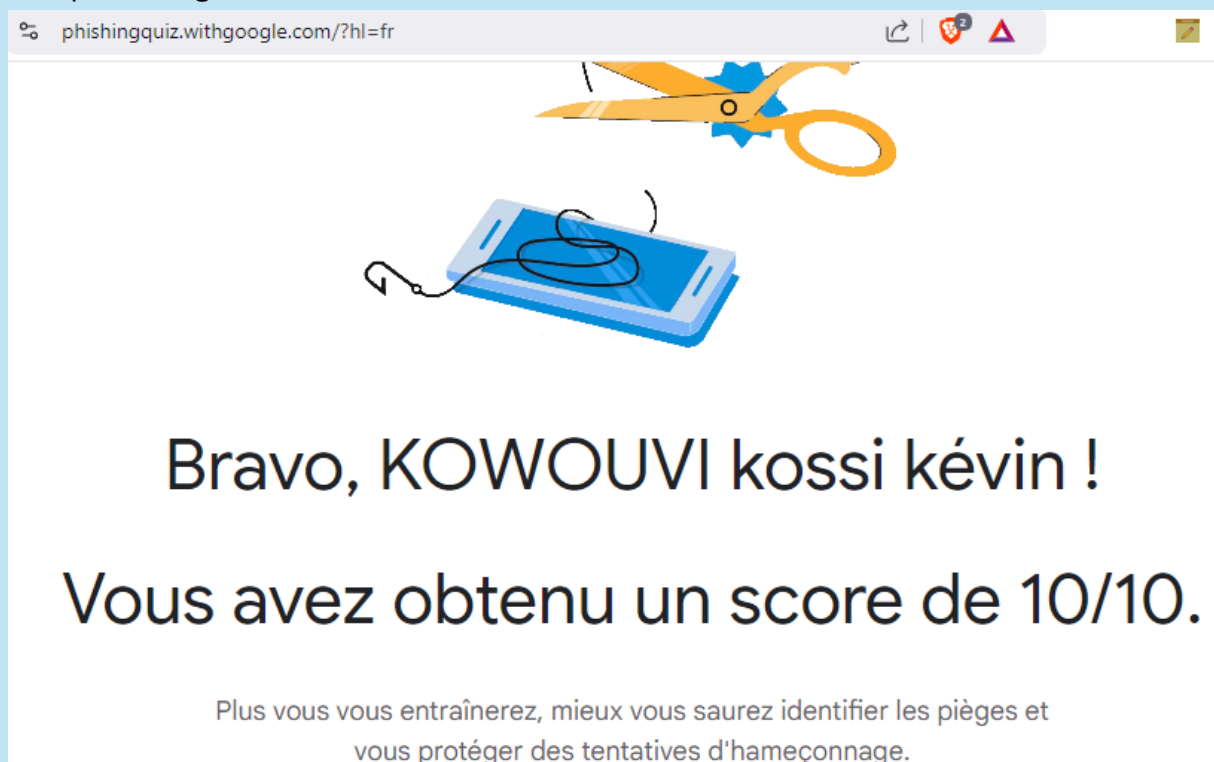 phishingquiz.withgoogle.com/?hl=fr
2
Bravo, KOWOUVI kossi kévin !
Vous avez obtenu un score de 10/10.
Plus vous vous entraînerez, mieux vous saurez identifier les pièges et
vous protéger des tentatives d'hameçonnage.